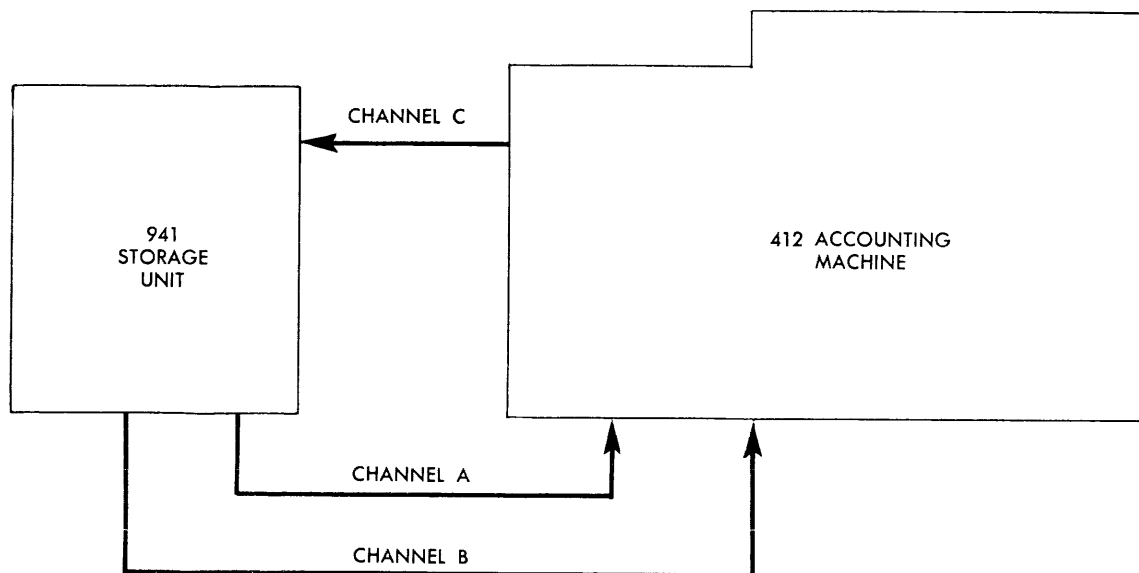 CHANNEL C
941
STORAGE
UNIT
412 ACCOUNTING
MACHINE
CHANNEL A
CHANNEL B